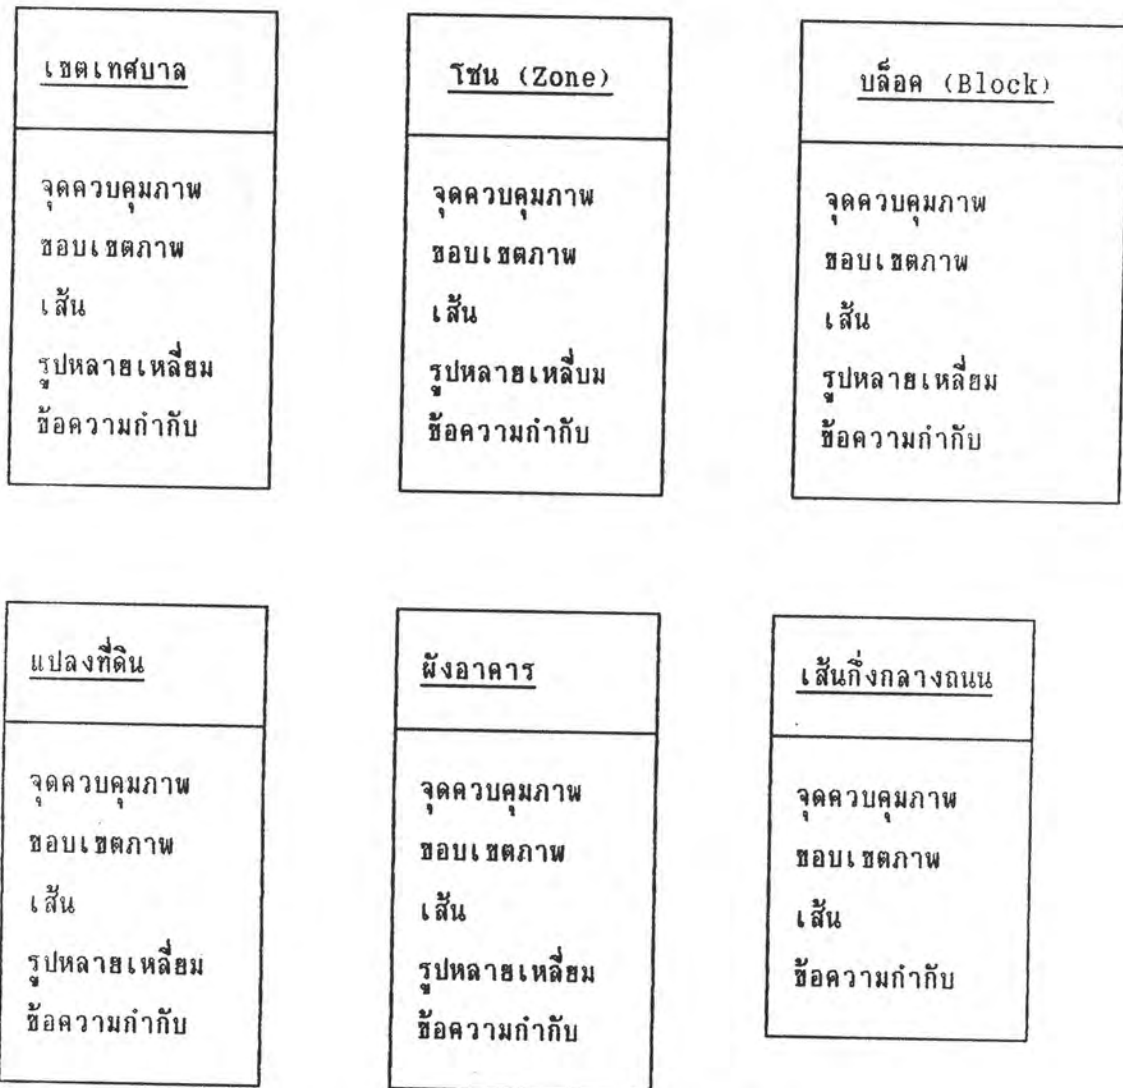 เขตเทศบาล
จุดควบคุมภาพ
ขอบเขตภาพ
เส้น
รูปหลายเหลี่ยม
ข้อความกำกับ
โซน (Zone)
จุดควบคุมภาพ
ขอบเขตภาพ
เส้น
รูปหลายเหลี่บม
ข้อความกำกับ
บล็อค (Block)
จุดควบคุมภาพ
ขอบเขตภาพ
เส้น
รูปหลายเหลี่ยม
ข้อความกำกับ
แปลงที่ดิน
จุดควบคุมภาพ
ขอบเขตภาพ
เส้น
รูปหลายเหลี่ยม
ข้อความกำกับ
ผังอาคาร
จุดควบคุมภาพ
ขอบเขตภาพ
เส้น
รูปหลายเหลี่ยม
ข้อความกำกับ
เส้นกึ่งกลางถนน
จุดควบคุมภาพ
ขอบเขตภาพ
เส้น
ข้อความกำกับ